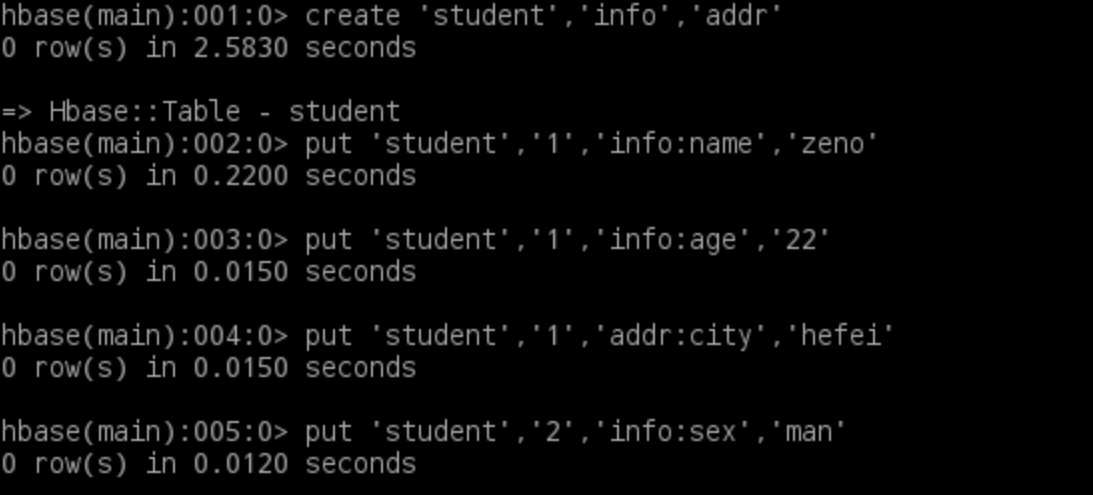 hbase(main):001:0> create 'student','info','addr'
0 row(s) in 2.5830 seconds
=> Hbase::Table - student
hbase(main):002:0> put 'student','1','info:name','zeno'
0 row(s) in 0.2200 seconds
hbase(main):003:0> put 'student','1','info:age','22'
0 row(s) in 0.0150 seconds
hbase(main):004:0> put 'student','1','addr:city','hefei'
0 row(s) in 0.0150 seconds
hbase(main):005:0> put 'student','2','info:sex','man'
0 row(s) in 0.0120 seconds